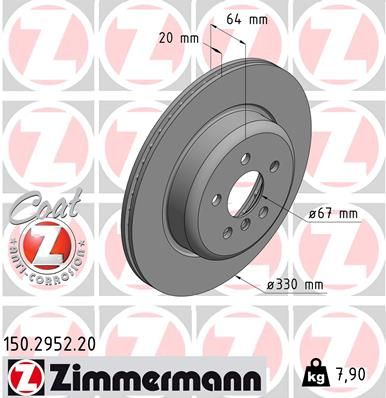 64 mm
20 mm
ø67 mm
ø330 mm
Coat
Z
ANTI-CORROSION
150.2952.20
Z Zimmermann
kg 7,90